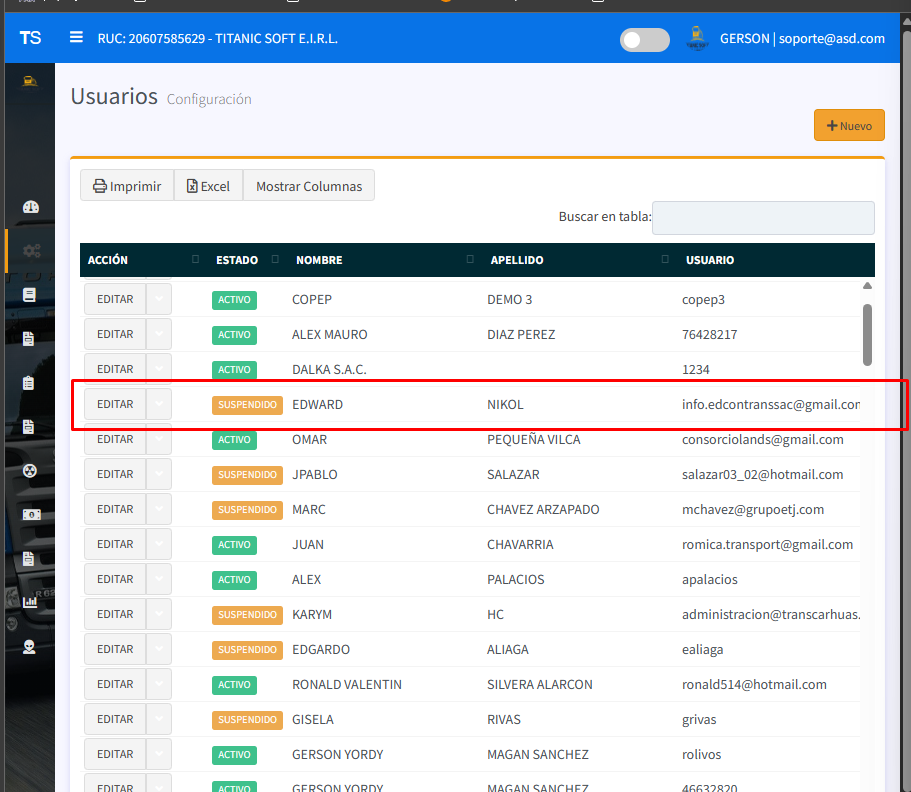 TS RUC: 20607585629 - TITANIC SOFT E.I.R.L. GERSON | soporte@asd.com
Usuarios Configuración
Nuevo
Imprimir Excel Mostrar Columnas
Buscar en tabla:
ACCIÓN ESTADO NOMBRE APELLIDO USUARIO
EDITAR ACTIVO COPEP DEMO 3 copep3
EDITAR ACTIVO ALEX MAURO DIAZ PEREZ 76428217
EDITAR ACTIVO DALKA S.A.C. 1234
EDITAR SUSPENDIDO EDWARD NIKOL info.edcontranssac@gmail.com
EDITAR ACTIVO OMAR PEQUEÑA VILCA consorciolands@gmail.com
EDITAR SUSPENDIDO JPABLO SALAZAR salazar03_02@hotmail.com
EDITAR SUSPENDIDO MARC CHAVEZ ARZAPADO mchavez@grupoetj.com
EDITAR ACTIVO JUAN CHAVARRIA romica.transport@gmail.com
EDITAR ACTIVO ALEX PALACIOS apalacios
EDITAR SUSPENDIDO KARYM HC administracion@transcarhuas.
EDITAR SUSPENDIDO EDGARDO ALIAGA ealiaga
EDITAR ACTIVO RONALD VALENTIN SILVERA ALARCON ronald514@hotmail.com
EDITAR SUSPENDIDO GISELA RIVAS grivas
EDITAR ACTIVO GERSON YORDY MAGAN SANCHEZ rolivos
EDITAR ACTIVO GERSON YORDY MAGAN SANCHEZ 46632820